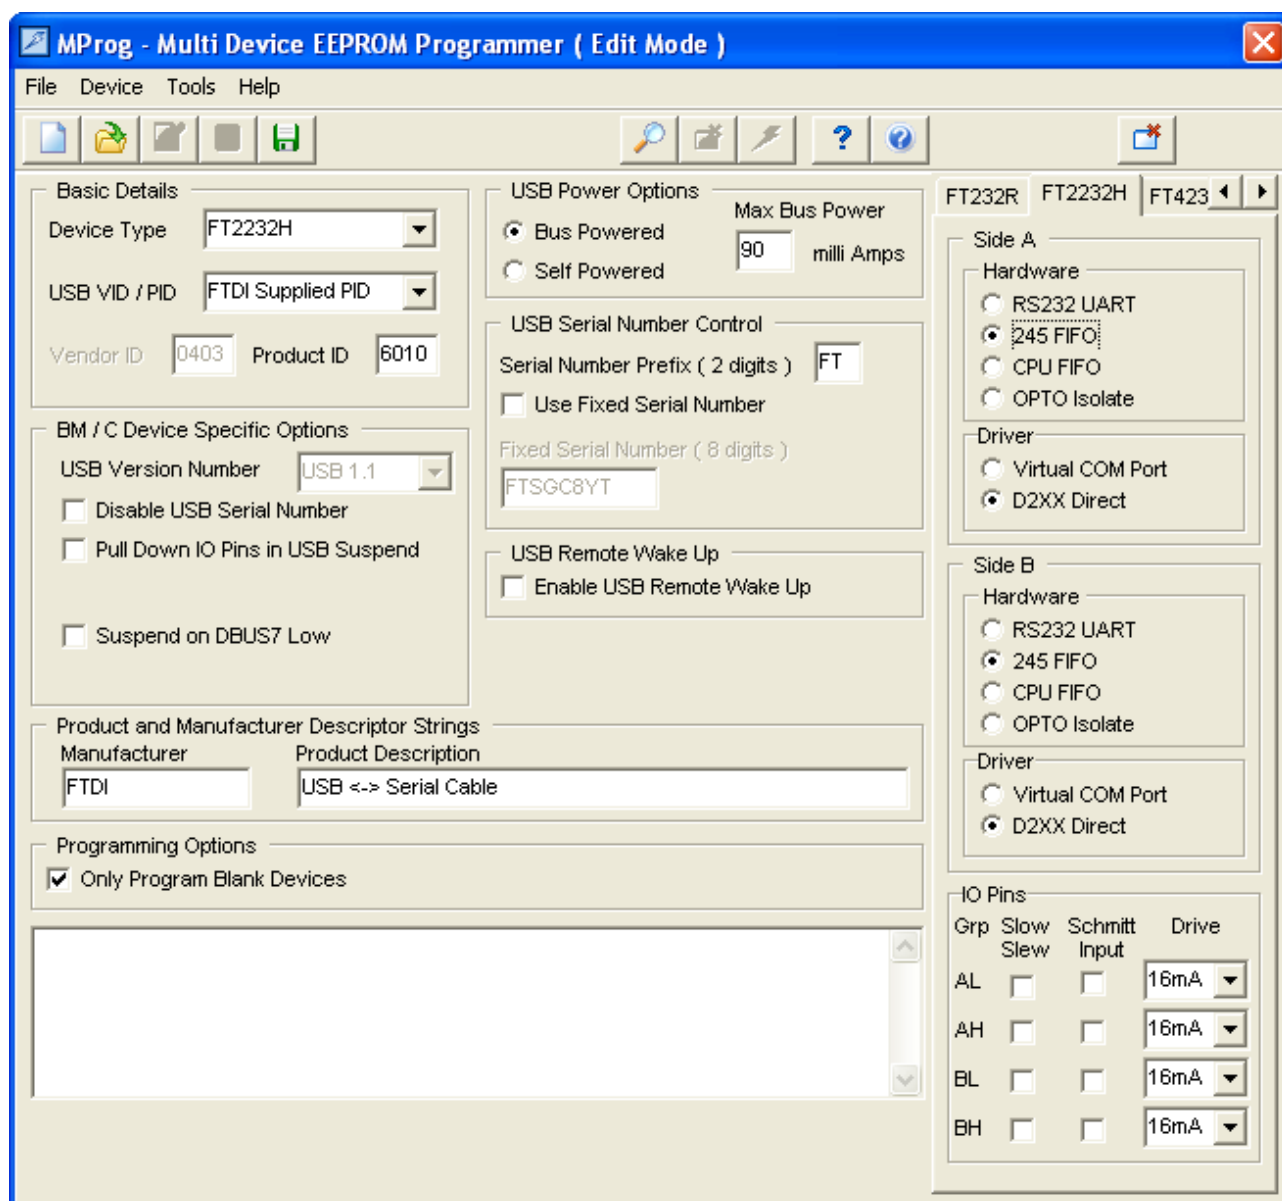 MProg - Multi Device EEPROM Programmer ( Edit Mode )
File Device Tools Help
Basic Details
Device Type FT2232H
USB VID / PID FTDI Supplied PID
Vendor ID 0403 Product ID 6010
BM / C Device Specific Options
USB Version Number USB 1.1
Disable USB Serial Number
Pull Down IO Pins in USB Suspend
Suspend on DBUS7 Low
USB Power Options
Max Bus Power
Bus Powered
90 milli Amps
Self Powered
USB Serial Number Control
Serial Number Prefix ( 2 digits ) FT
Use Fixed Serial Number
Fixed Serial Number ( 8 digits )
FTSGC8YT
USB Remote Wake Up
Enable USB Remote Wake Up
Product and Manufacturer Descriptor Strings
Manufacturer Product Description
FTDI USB <-> Serial Cable
Programming Options
Only Program Blank Devices
FT232R FT2232H FT423
Side A
Hardware
RS232 UART
245 FIFO
CPU FIFO
OPTO Isolate
Driver
Virtual COM Port
D2XX Direct
Side B
Hardware
RS232 UART
245 FIFO
CPU FIFO
OPTO Isolate
Driver
Virtual COM Port
D2XX Direct
IO Pins
Grp Slow Schmitt Drive
Slew Input
AL 16mA
AH 16mA
BL 16mA
BH 16mA